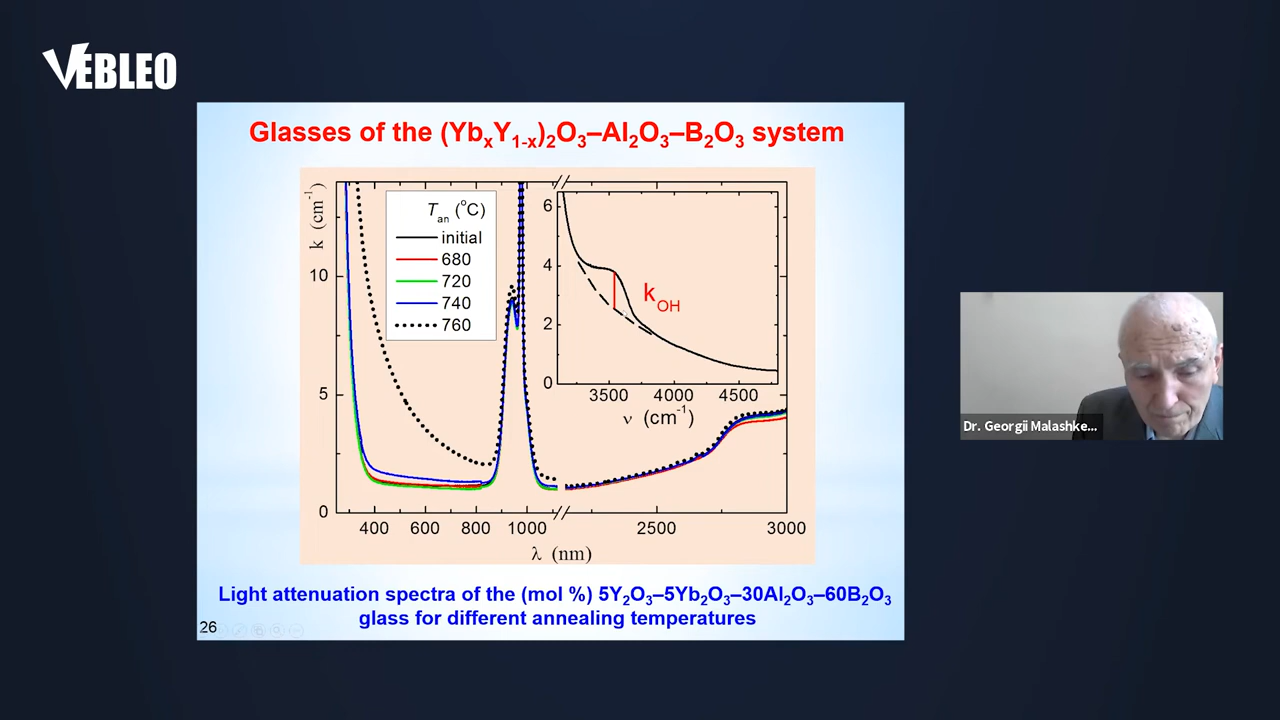 VEBLEO
Glasses of the (YbₓY₁₋ₓ)₂O₃–Al₂O₃–B₂O₃ system
k (cm⁻¹)
10
5
0
Tₐₙ (°C)
initial
680
720
740
760
6
4
2
0
k_OH
3500 4000 4500
ν (cm⁻¹)
400 600 800 1000 2500 3000
λ (nm)
Light attenuation spectra of the (mol %) 5Y₂O₃–5Yb₂O₃–30Al₂O₃–60B₂O₃
glass for different annealing temperatures
26
Dr. Georgii Malashke...